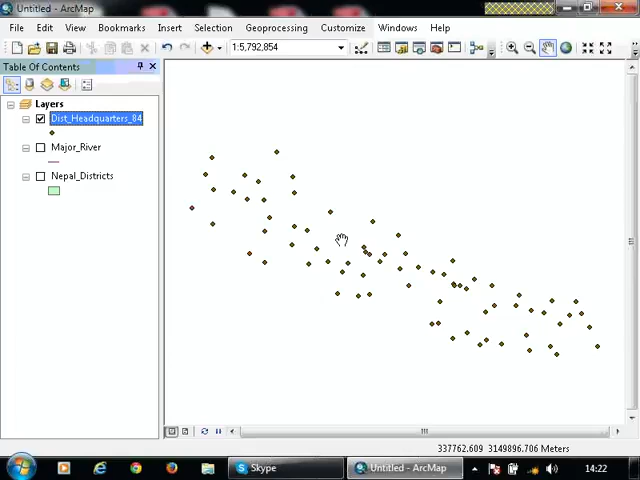 Untitled - ArcMap
File Edit View Bookmarks Insert Selection Geoprocessing Customize Windows Help
1:5,792,854
Table Of Contents
Layers
Dist_Headquarters_84
Major_River
Nepal_Districts
337762.609 3149896.706 Meters
Skype
Untitled - ArcMap
14:22